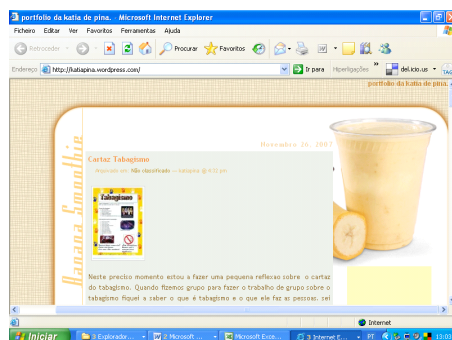 portfolio da katia de pina. - Microsoft Internet Explorer
Ficheiro Editar Ver Favoritos Ferramentas Ajuda
Retroceder Procurar Favoritos
Endereço http://katiapina.wordpress.com/ Ir para Hiperligações » del.icio.us TAG
portfolio da katia de pina.
Novembro 26, 2007
Cartaz Tabagismo
Arquivado em: Não classificado — katiapina @ 4:31 pm
Tabagismo
Banana Smoothie
Neste preciso momento estou a fazer uma pequena reflexao sobre o cartas
do tabagismo. Quando fizemos grupo para fazer o trabalho de grupo sobre o
tabagismo fiquei a saber o que é tabagismo e o que ele faz as pessoas. sei
Internet
Iniciar 3 Explorador... 2 Microsoft ... Microsoft Exce... 3 Internet E... PT 13:03